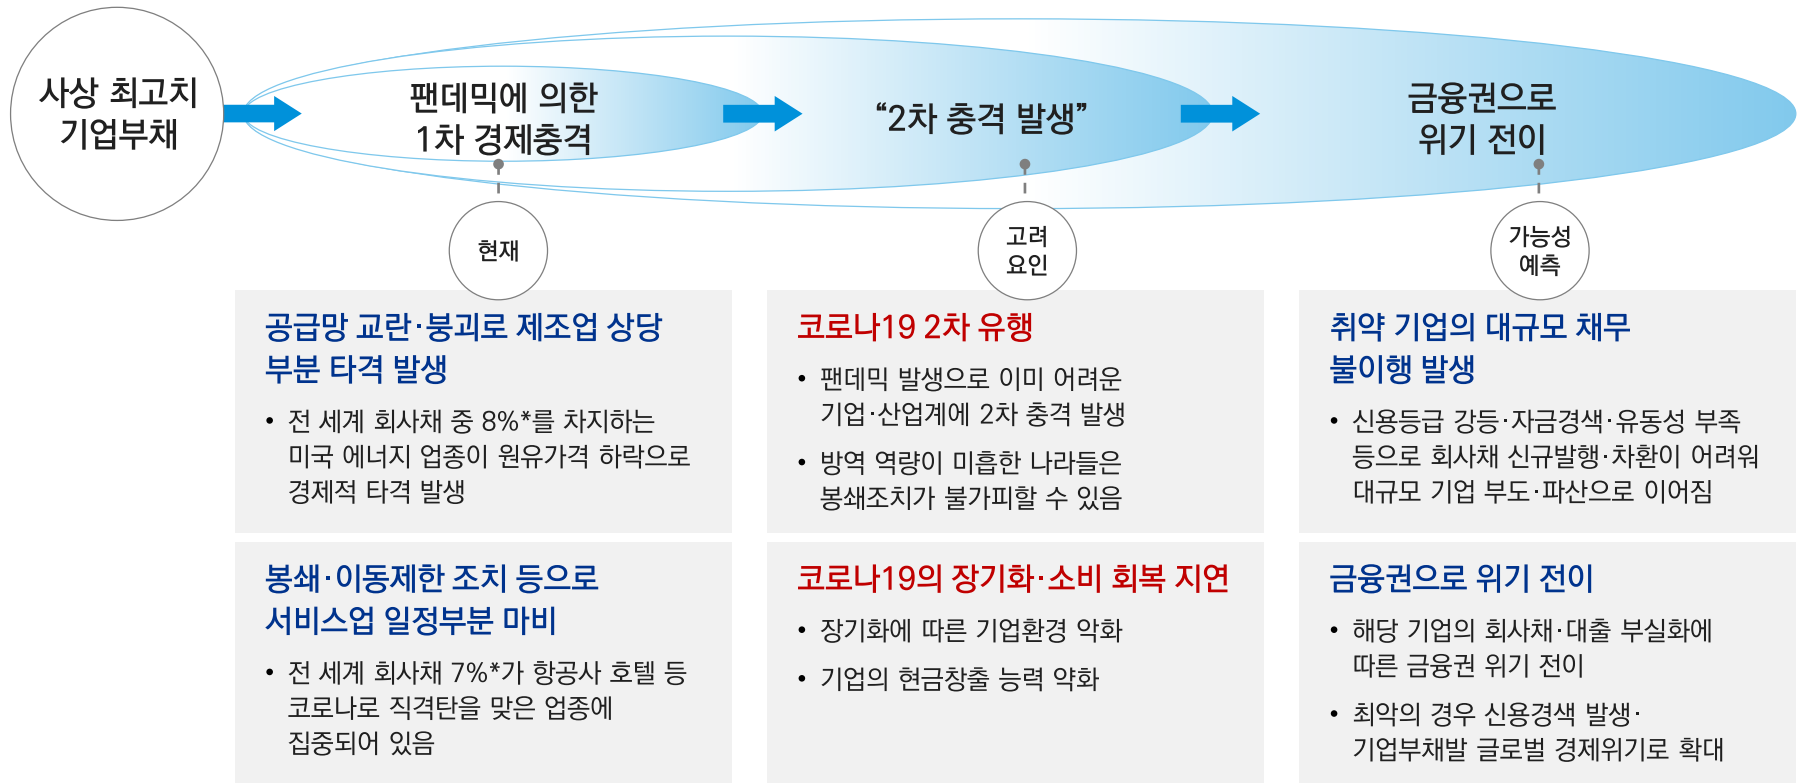 사상 최고치
기업부채
팬데믹에 의한
1차 경제충격
“2차 충격 발생”
금융권으로
위기 전이
현재
고려
요인
가능성
예측
공급망 교란·붕괴로 제조업 상당
부분 타격 발생
• 전 세계 회사채 중 8%*를 차지하는
미국 에너지 업종이 원유가격 하락으로
경제적 타격 발생
봉쇄·이동제한 조치 등으로
서비스업 일정부분 마비
• 전 세계 회사채 7%*가 항공사 호텔 등
코로나로 직격탄을 맞은 업종에
집중되어 있음
코로나19 2차 유행
• 팬데믹 발생으로 이미 어려운
기업·산업계에 2차 충격 발생
• 방역 역량이 미흡한 나라들은
봉쇄조치가 불가피할 수 있음
코로나19의 장기화·소비 회복 지연
• 장기화에 따른 기업환경 악화
• 기업의 현금창출 능력 약화
취약 기업의 대규모 채무
불이행 발생
• 신용등급 강등·자금경색·유동성 부족
등으로 회사채 신규발행·차환이 어려워
대규모 기업 부도·파산으로 이어짐
금융권으로 위기 전이
• 해당 기업의 회사채·대출 부실화에
따른 금융권 위기 전이
• 최악의 경우 신용경색 발생·
기업부채발 글로벌 경제위기로 확대